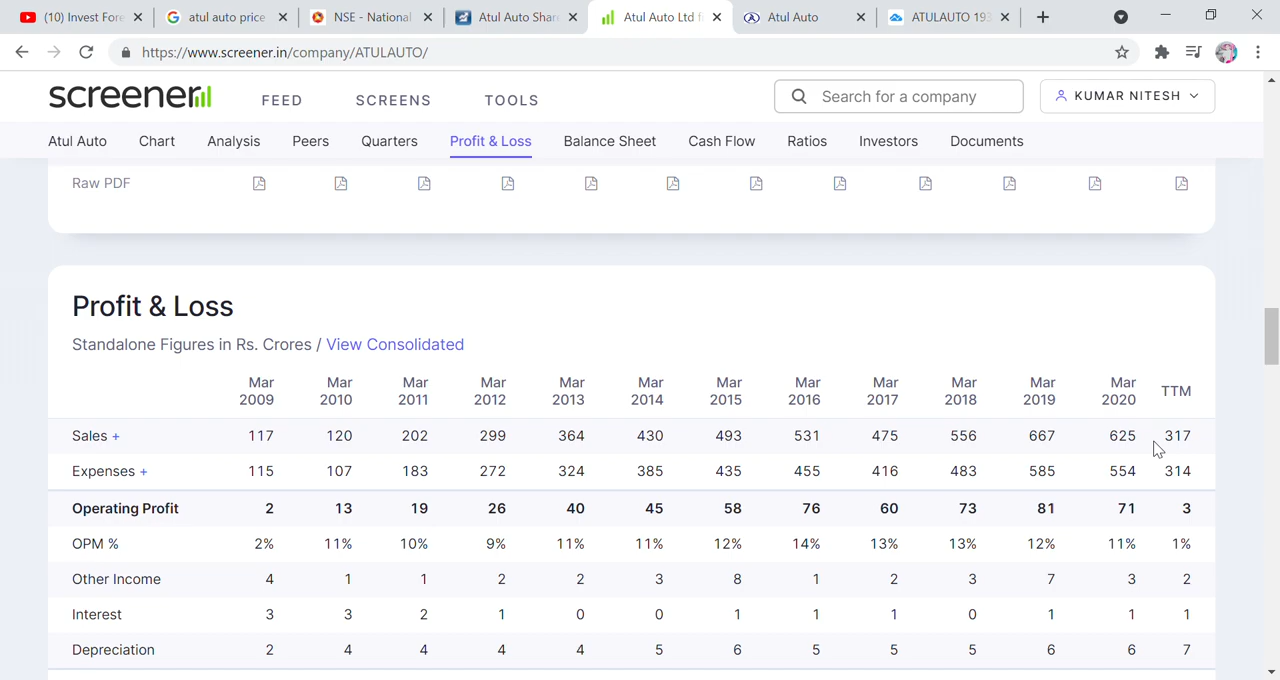 (10) Invest Fore
atul auto price
NSE - National
Atul Auto Share
Atul Auto Ltd fi
Atul Auto
ATULAUTO 193
https://www.screener.in/company/ATULAUTO/
screener
FEED
SCREENS
TOOLS
Search for a company
KUMAR NITESH
Atul Auto Chart Analysis Peers Quarters Profit & Loss Balance Sheet Cash Flow Ratios Investors Documents
Raw PDF
Profit & Loss
Standalone Figures in Rs. Crores / View Consolidated
Mar Mar Mar Mar Mar Mar Mar Mar Mar Mar Mar Mar
2009 2010 2011 2012 2013 2014 2015 2016 2017 2018 2019 2020 TTM
Sales + 117 120 202 299 364 430 493 531 475 556 667 625 317
Expenses + 115 107 183 272 324 385 435 455 416 483 585 554 314
Operating Profit 2 13 19 26 40 45 58 76 60 73 81 71 3
OPM % 2% 11% 10% 9% 11% 11% 12% 14% 13% 13% 12% 11% 1%
Other Income 4 1 1 2 2 3 8 1 2 3 7 3 2
Interest 3 3 2 1 0 0 1 1 1 0 1 1 1
Depreciation 2 4 4 4 4 5 6 5 5 5 6 6 7